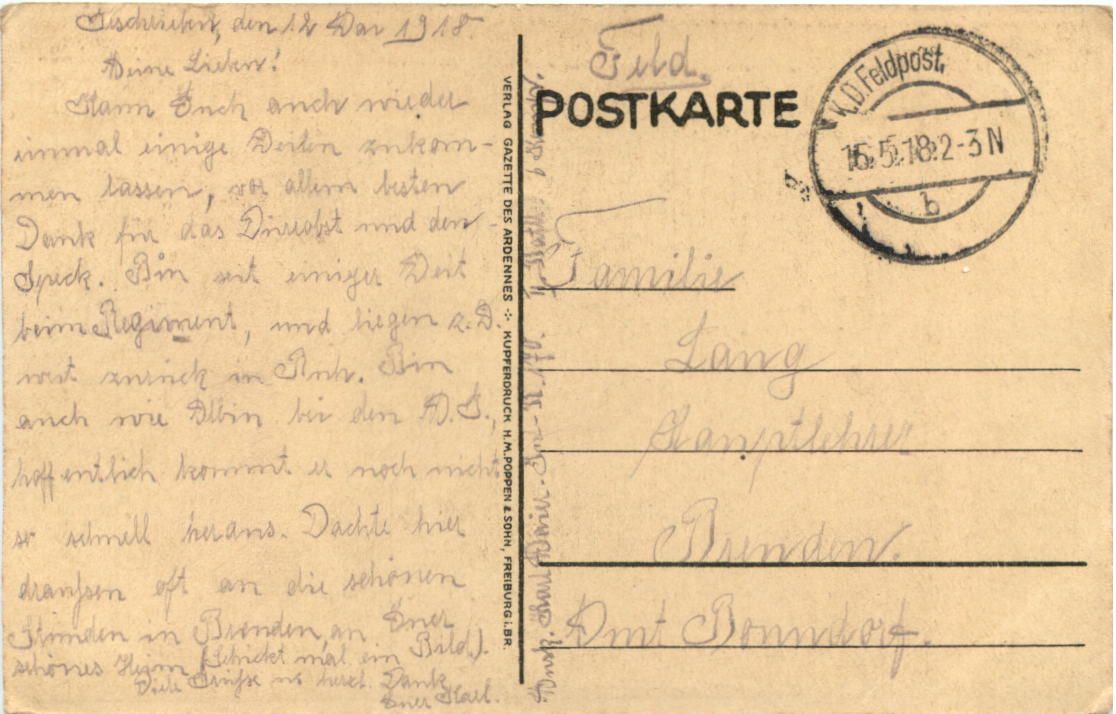 den 12 Mai 1918.
Meine Lieben!
Kann Euch auch wieder
einmal einige Zeilen zukom-
men lassen, vor allem besten
Dank für das Dürrobst und den
Speck. Bin seit einiger Zeit
beim Regiment, und liegen z. Z.
weit zurück in Ruh. Bin
auch wie Albin bei den
hoffentlich kommt er noch nicht
so schnell heraus. Dachte hier
draußen oft an die schönen
Stunden in Brenden, an Euer
schönes Heim (Schickt mal ein Bild.)
Viele Grüße u. herzl. Dank
Euer Karl.
VERLAG GAZETTE DES ARDENNES ⁘ KUPFERDRUCK H.M. POPPEN & SOHN, FREIBURG i. BR.
Feld
POSTKARTE
K.D. Feldpost
15.5.18. 2-3 N
b
Familie
Lang
Hauptlehrer
Brenden.
Amt Bonndorf.